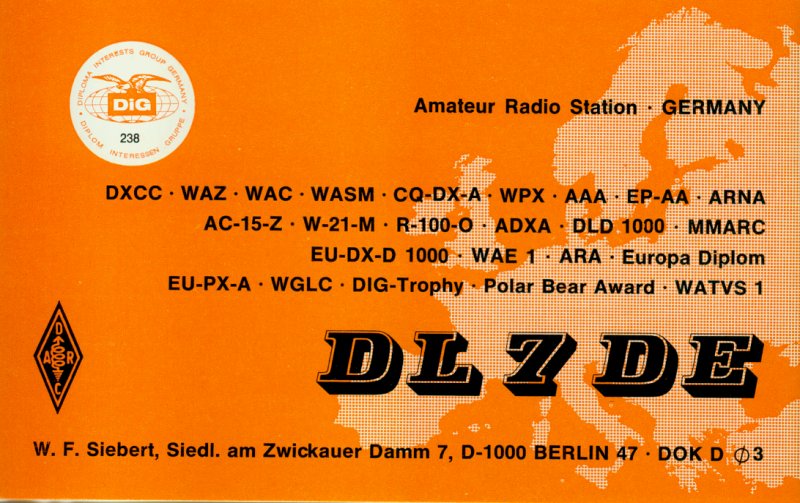 DIPLOMA INTERESTS GROUP GERMANY
DIG
238
DIPLOM INTERESSEN GRUPPE
Amateur Radio Station · GERMANY
DXCC · WAZ · WAC · WASM · CQ-DX-A · WPX · AAA · EP-AA · ARNA
AC-15-Z · W-21-M · R-100-O · ADXA · DLD 1000 · MMARC
EU-DX-D 1000 · WAE 1 · ARA · Europa Diplom
EU-PX-A · WGLC · DIG-Trophy · Polar Bear Award · WATVS 1
DL7DE
D
A R
C
W. F. Siebert, Siedl. am Zwickauer Damm 7, D-1000 BERLIN 47 · DOK D Ø3